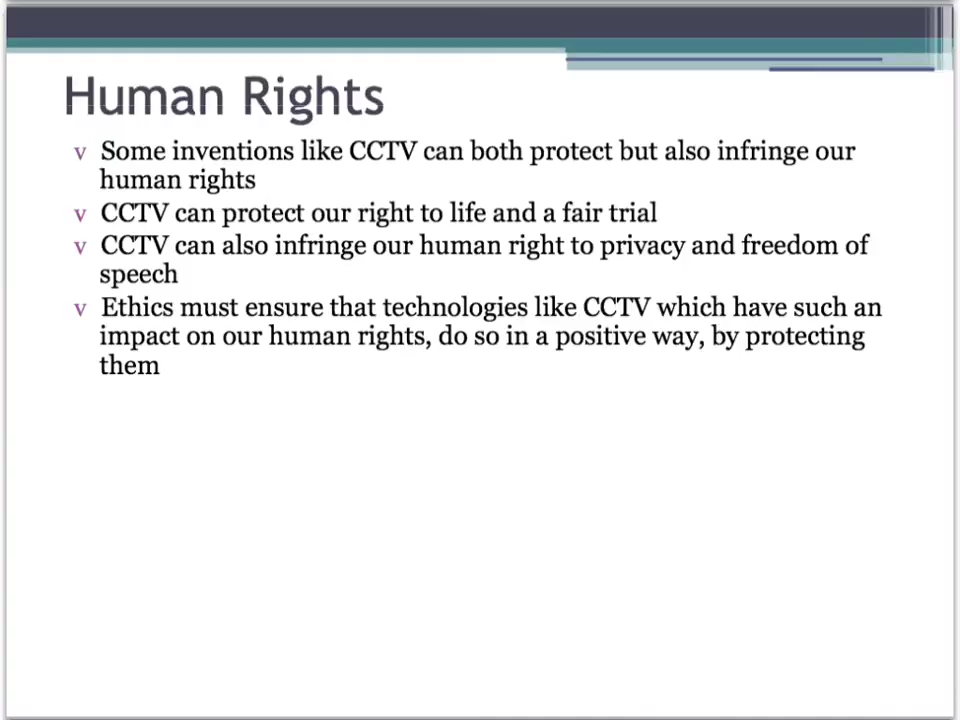 Human Rights
v Some inventions like CCTV can both protect but also infringe our
human rights
v CCTV can protect our right to life and a fair trial
v CCTV can also infringe our human right to privacy and freedom of
speech
v Ethics must ensure that technologies like CCTV which have such an
impact on our human rights, do so in a positive way, by protecting
them